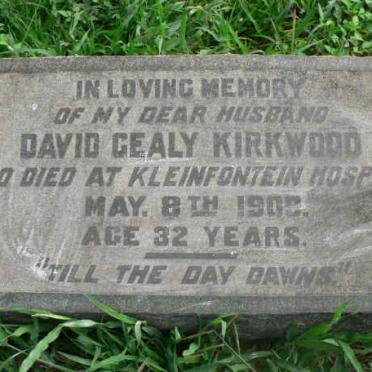 IN LOVING MEMORY
OF MY DEAR HUSBAND
DAVID GEALY KIRKWOOD
O DIED AT KLEINFONTEIN HOSP
MAY. 8TH
AGE 32 YEARS.
"TILL THE DAY DAWNS"